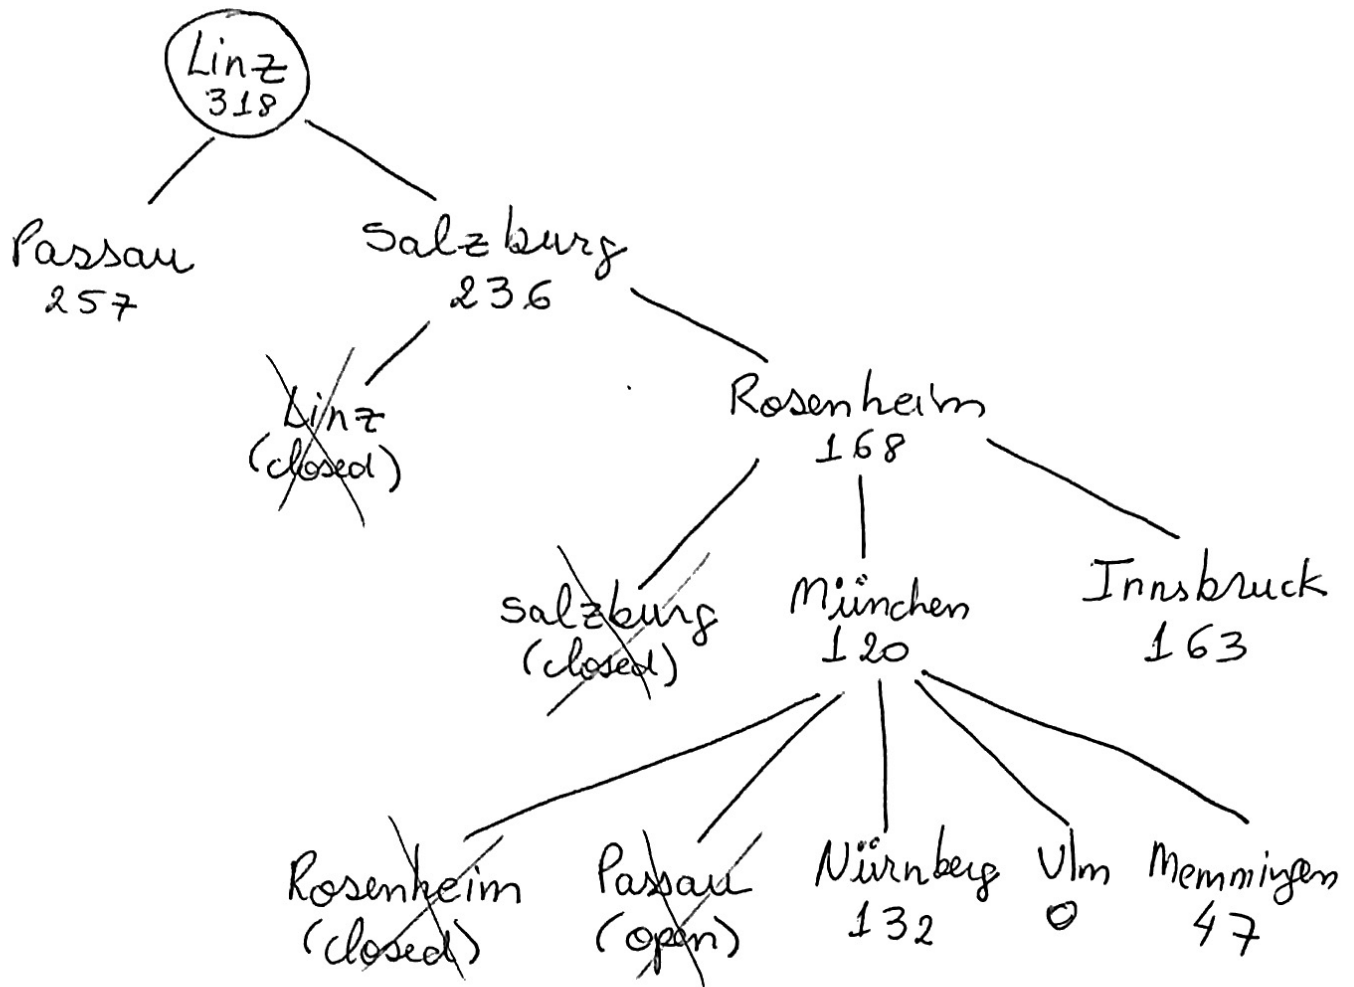 Linz
318
Passau
257
Salzburg
236
Linz
(closed)
Rosenheim
168
Salzburg
(closed)
München
120
Innsbruck
163
Rosenheim
(closed)
Passau
(open)
Nürnberg
132
Ulm
0
Memmingen
47